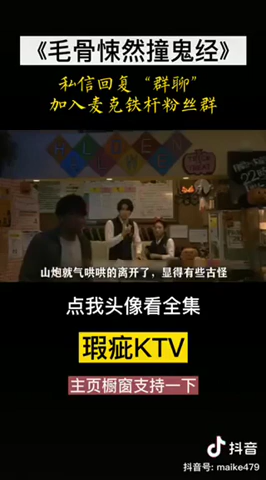 《毛骨悚然撞鬼经》
私信回复“群聊”
加入麦克铁杆粉丝群
山炮就气哄哄的离开了，显得有些古怪
点我头像看全集
瑕疵KTV
主页橱窗支持一下
抖音
抖音号: maike479